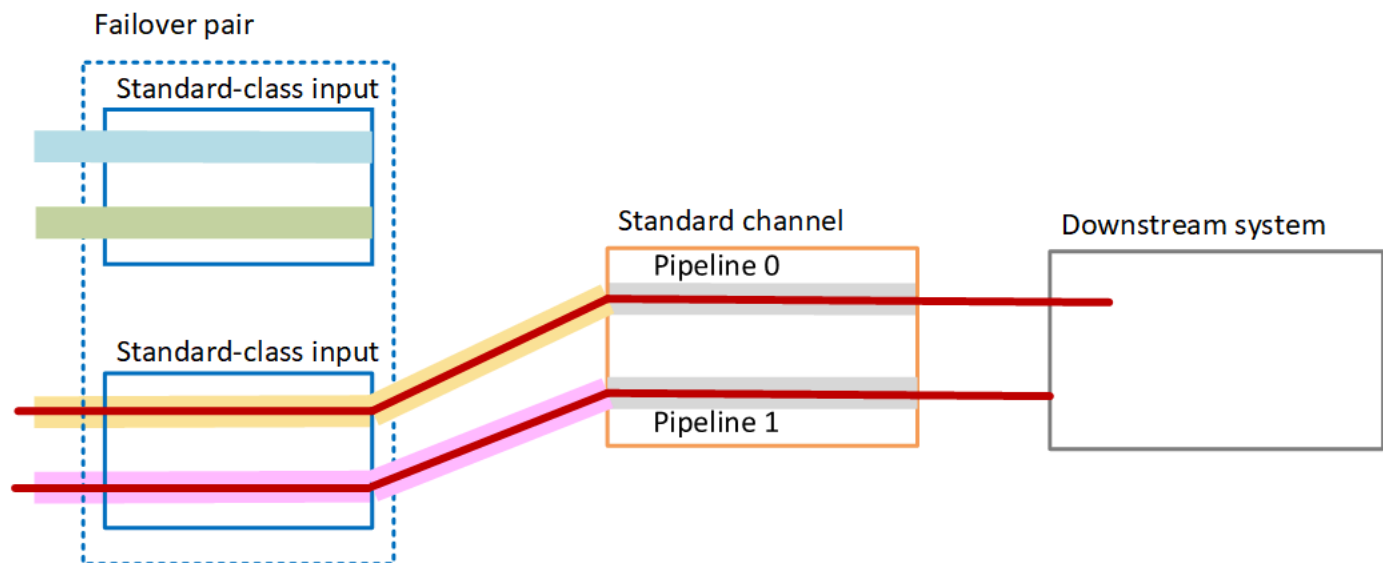 Failover pair
Standard-class input
Standard channel
Downstream system
Pipeline 0
Standard-class input
Pipeline 1